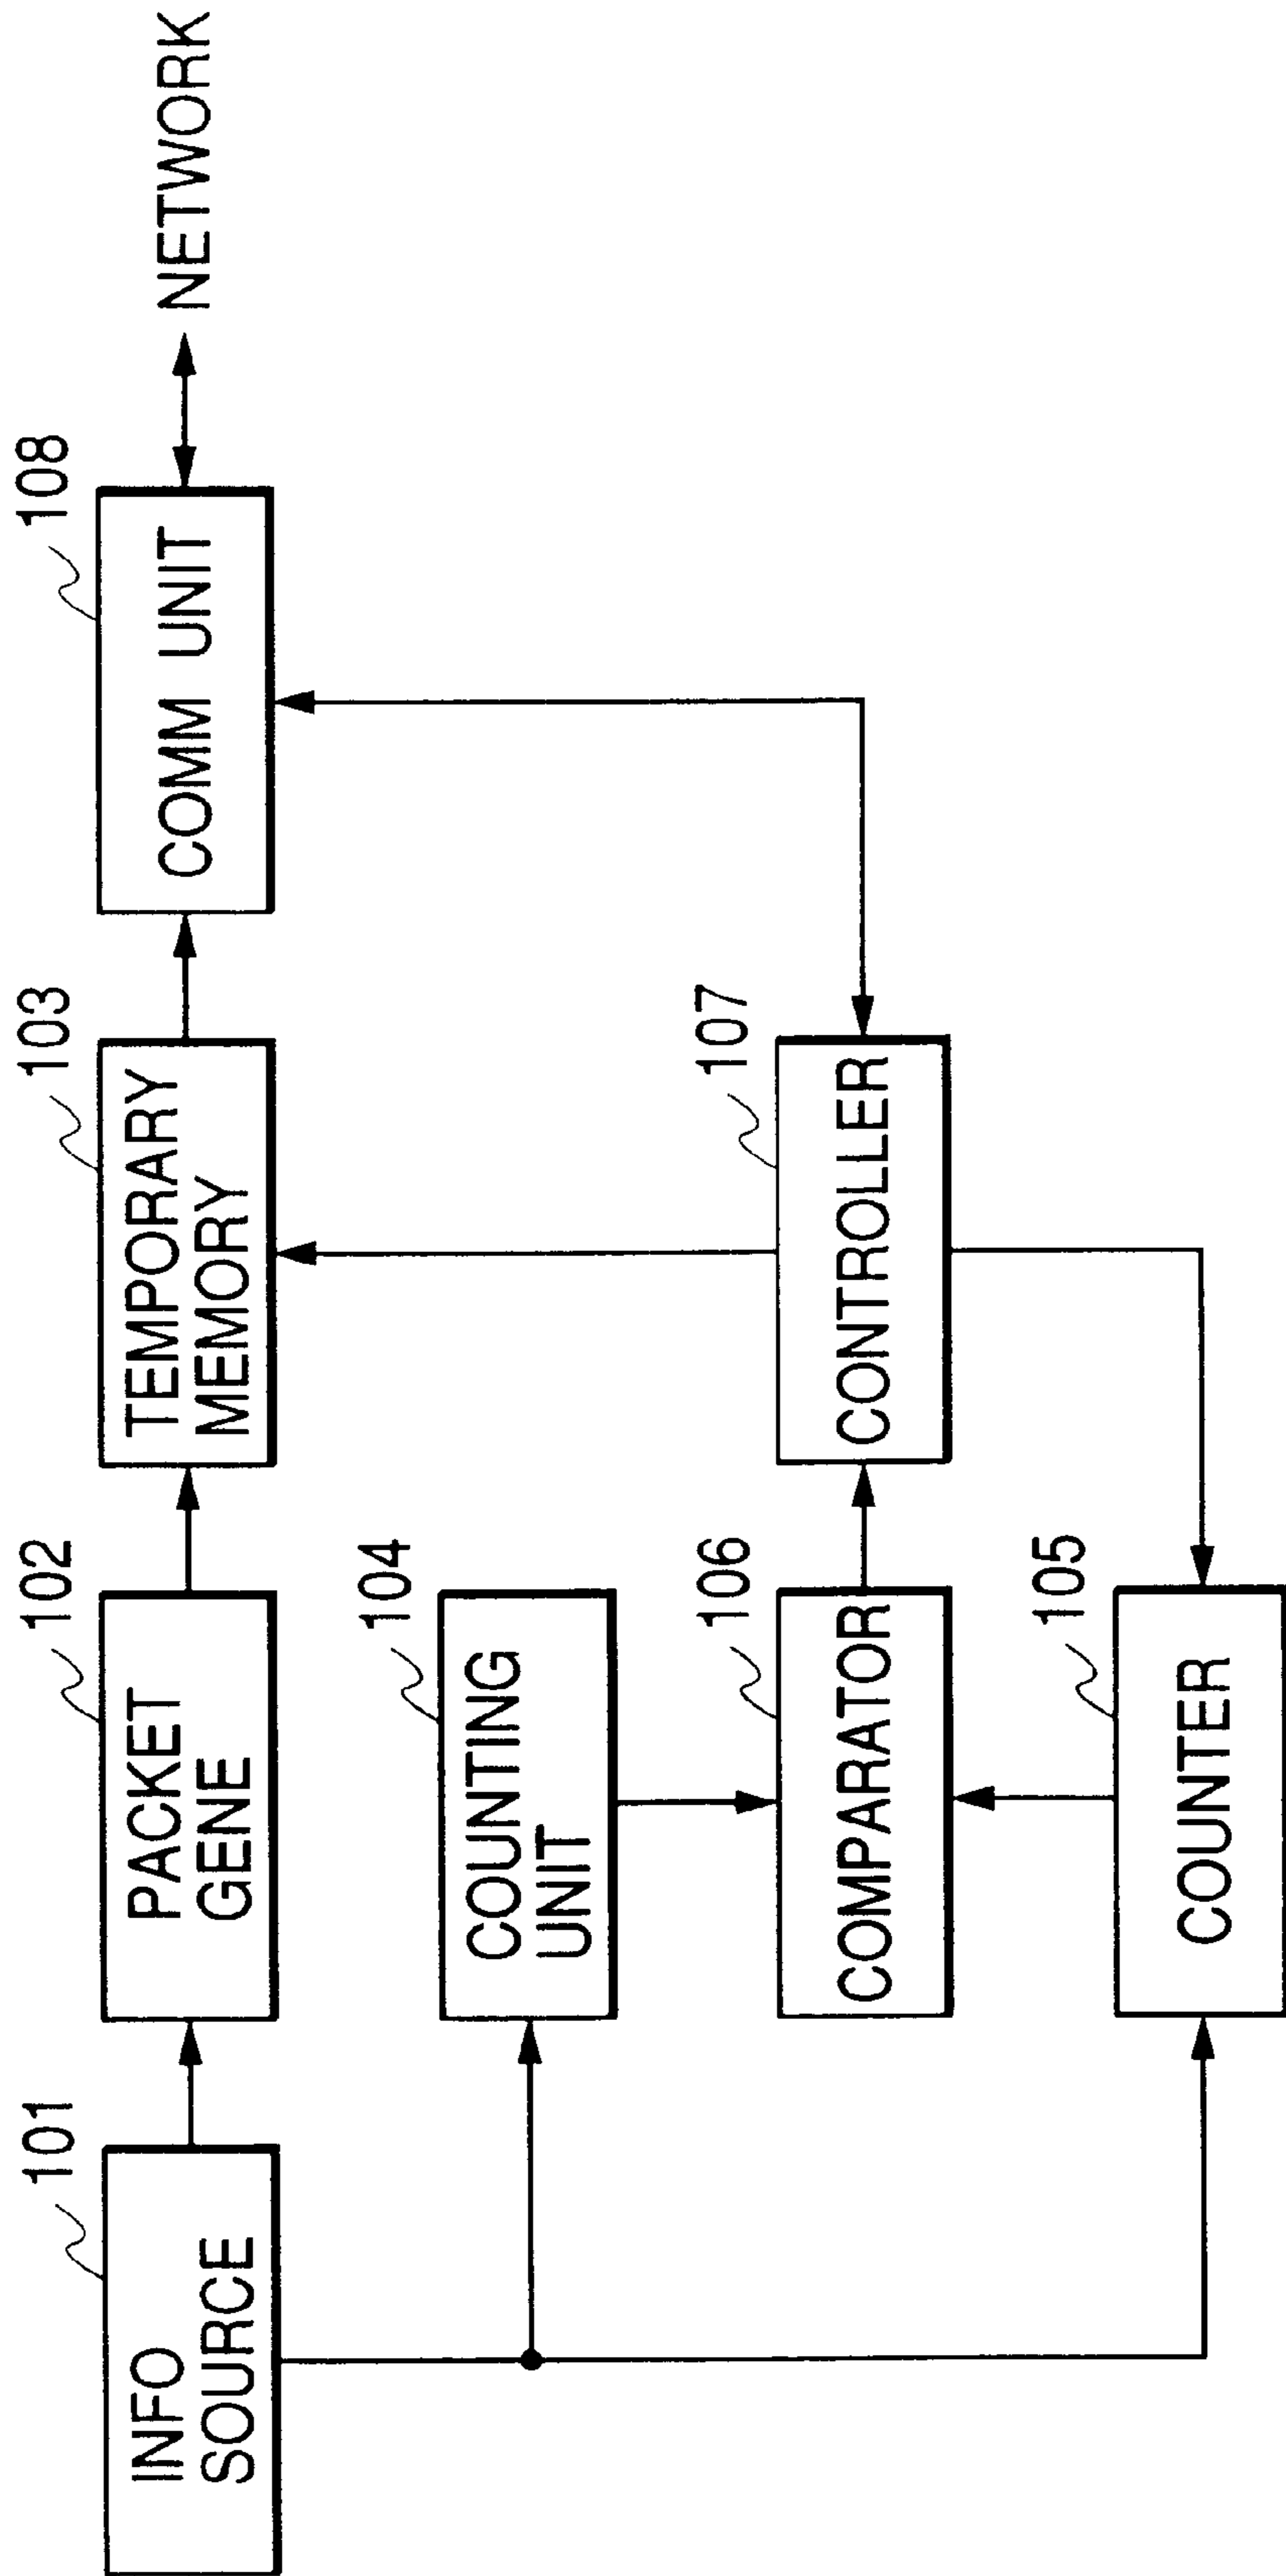 101
INFO
SOURCE
102
PACKET
GENE
103
TEMPORARY
MEMORY
108
COMM UNIT
NETWORK
104
COUNTING
UNIT
106
COMPARATOR
107
CONTROLLER
105
COUNTER